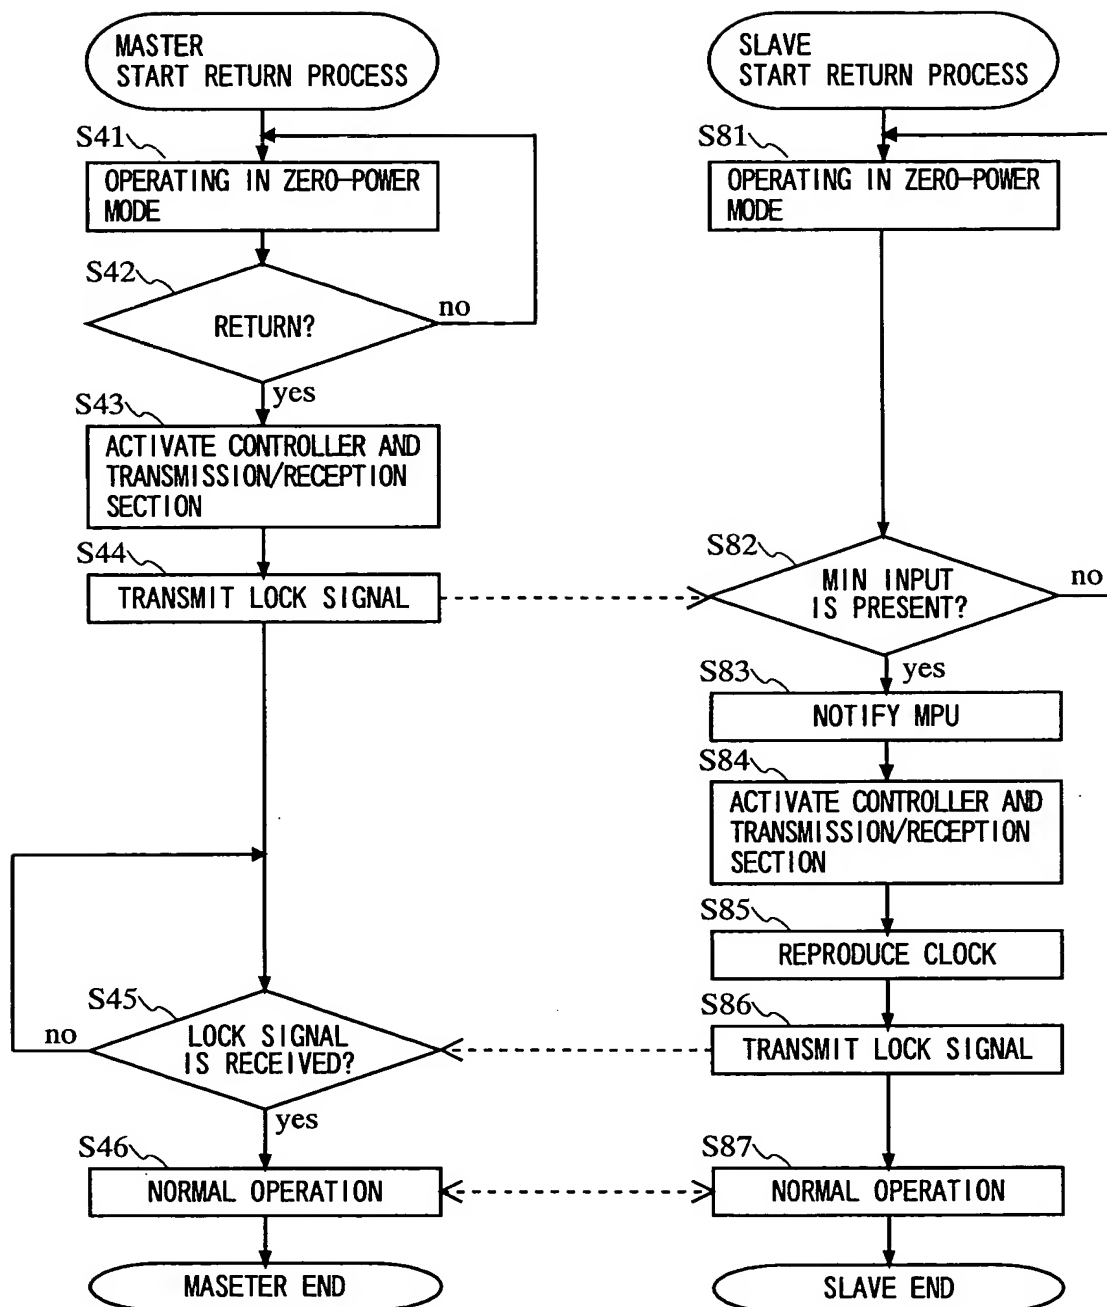 MASTER
START RETURN PROCESS
S41
OPERATING IN ZERO-POWER
MODE
S42
RETURN?
no
yes
S43
ACTIVATE CONTROLLER AND
TRANSMISSION/RECEPTION
SECTION
S44
TRANSMIT LOCK SIGNAL
S45
no
LOCK SIGNAL
IS RECEIVED?
yes
S46
NORMAL OPERATION
MASETER END
SLAVE
START RETURN PROCESS
S81
OPERATING IN ZERO-POWER
MODE
S82
MIN INPUT
IS PRESENT?
no
yes
S83
NOTIFY MPU
S84
ACTIVATE CONTROLLER AND
TRANSMISSION/RECEPTION
SECTION
S85
REPRODUCE CLOCK
S86
TRANSMIT LOCK SIGNAL
S87
NORMAL OPERATION
SLAVE END